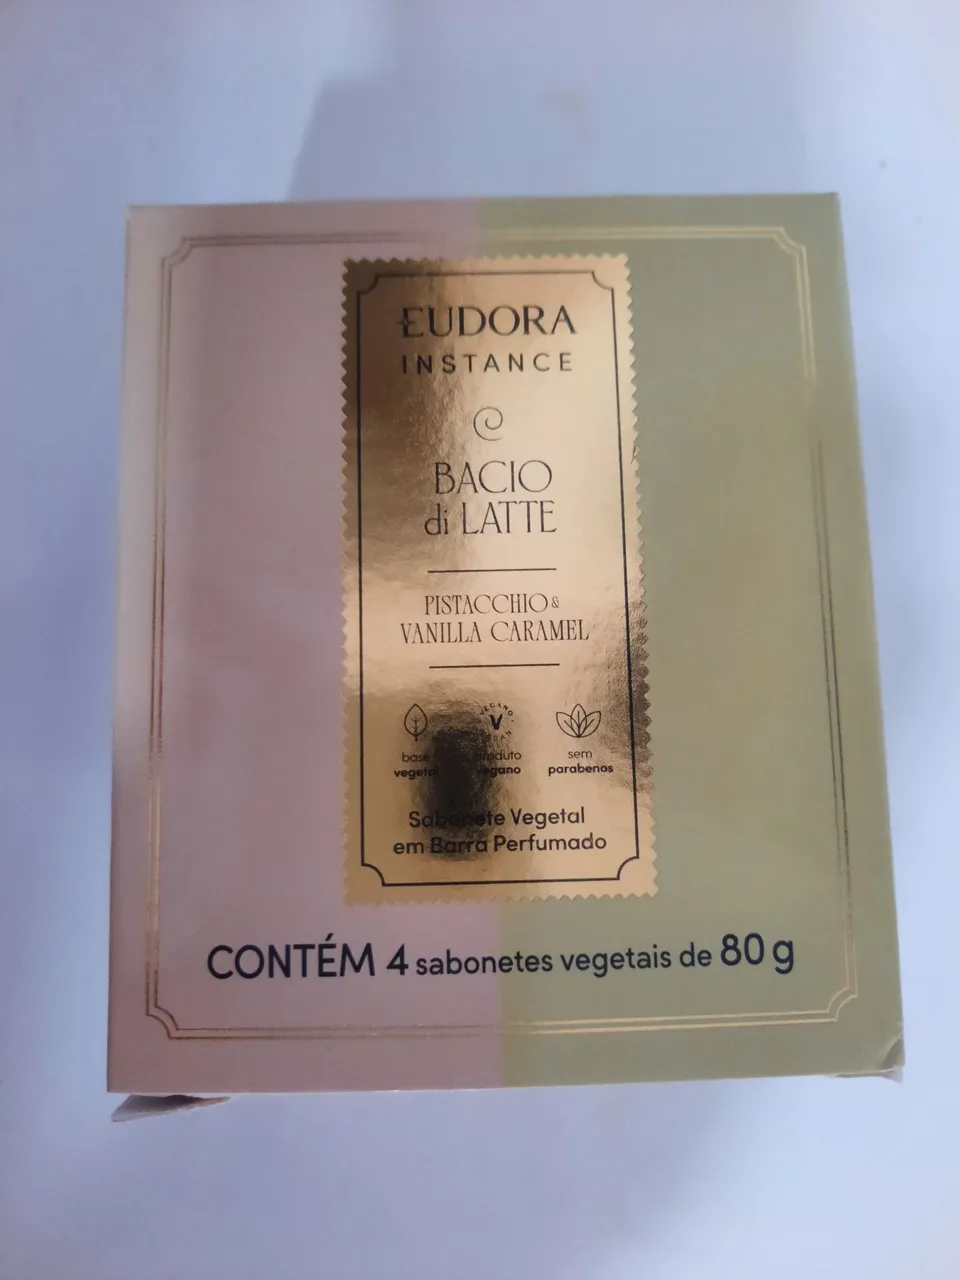 EUDORA
INSTANCE
BACIO
di LATTE
PISTACCHIO &
VANILLA CARAMEL
VEGANO
base
vegetal
produto
vegano
sem
parabenos
Sabonete Vegetal
em Barra Perfumado
CONTÉM 4 sabonetes vegetais de 80 g